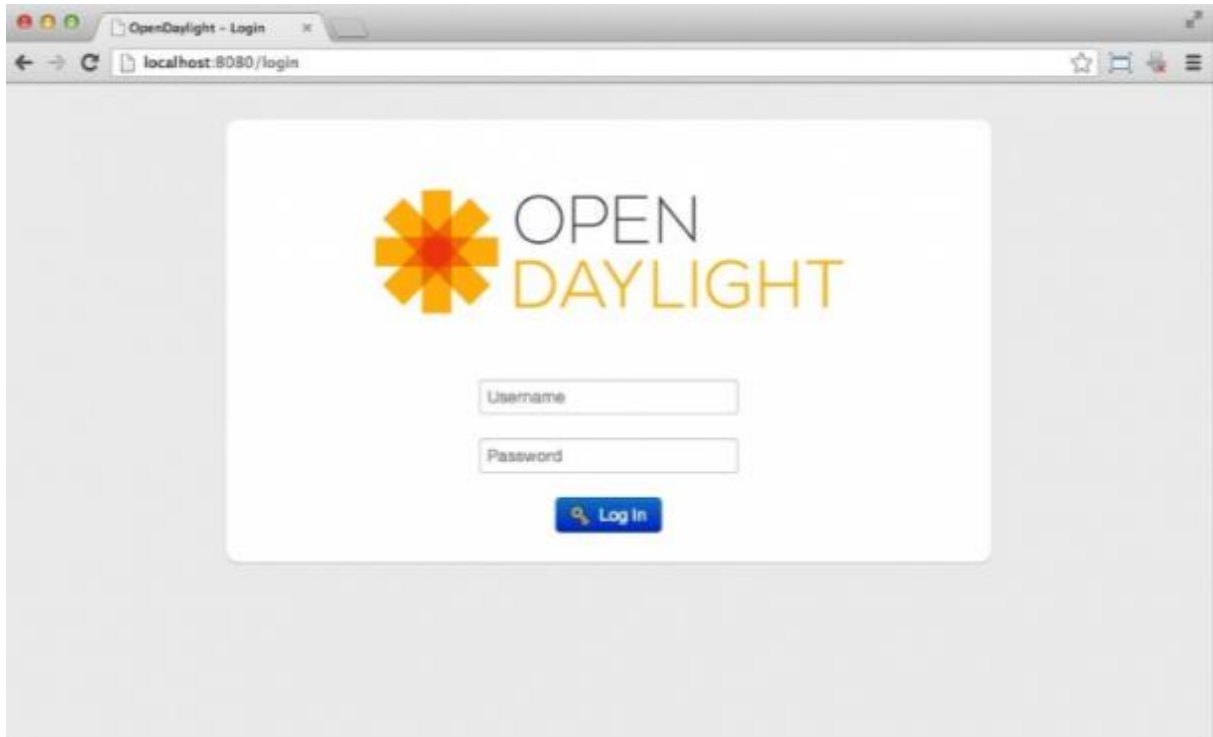 OpenDaylight - Login
localhost:8080/login
OPEN
DAYLIGHT
Username
Password
Log In